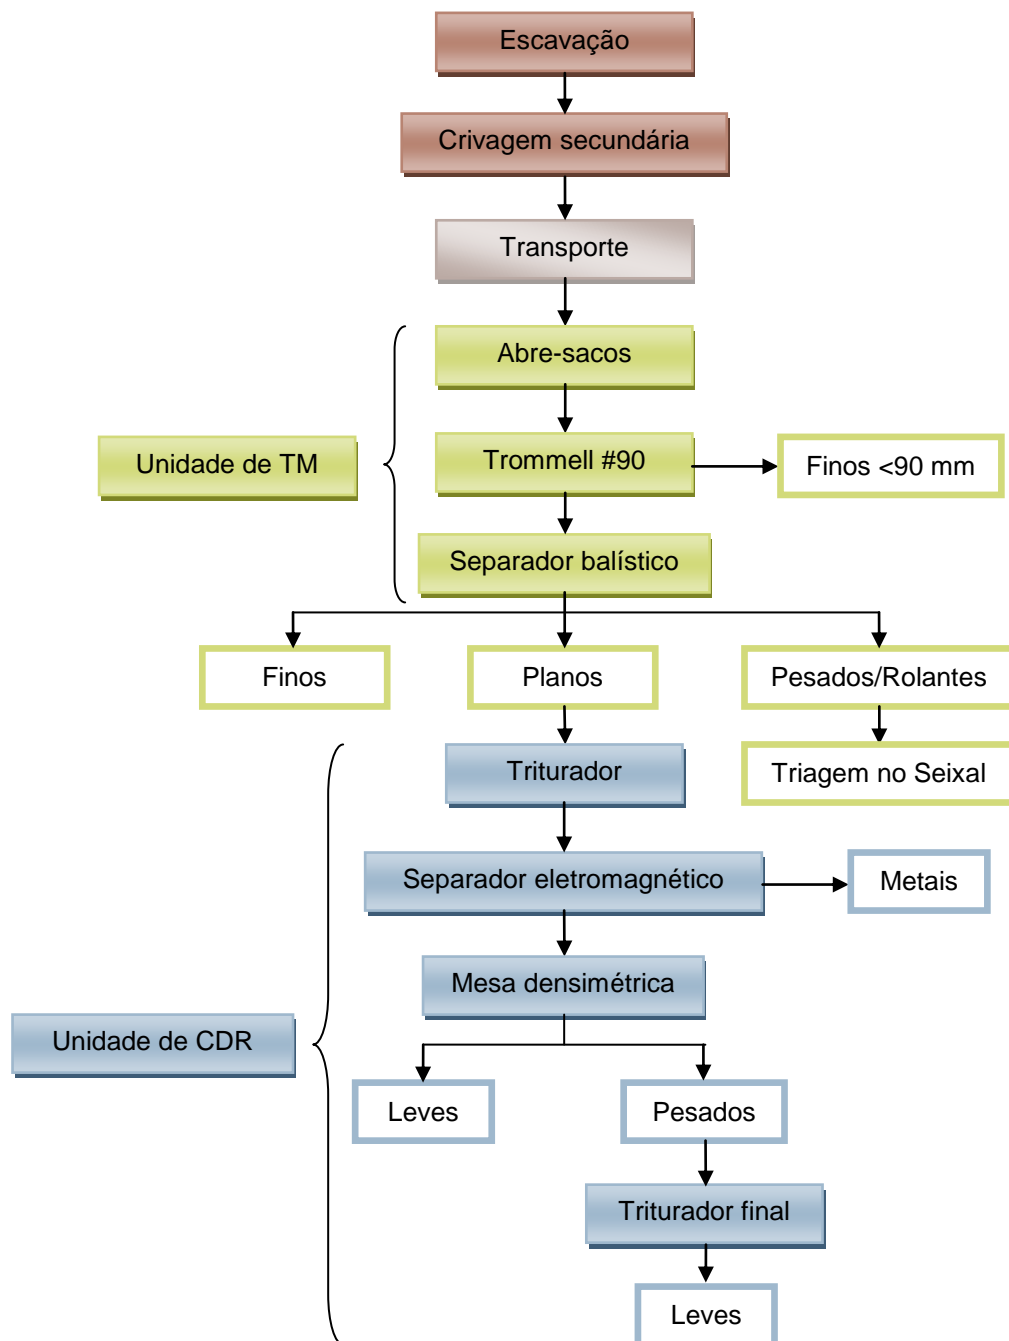 Escavação
Crivagem secundária
Transporte
Abre-sacos
Unidade de TM
Trommell #90
Finos <90 mm
Separador balístico
Finos
Planos
Pesados/Rolantes
Triturador
Triagem no Seixal
Separador eletromagnético
Metais
Mesa densimétrica
Unidade de CDR
Leves
Pesados
Triturador final
Leves